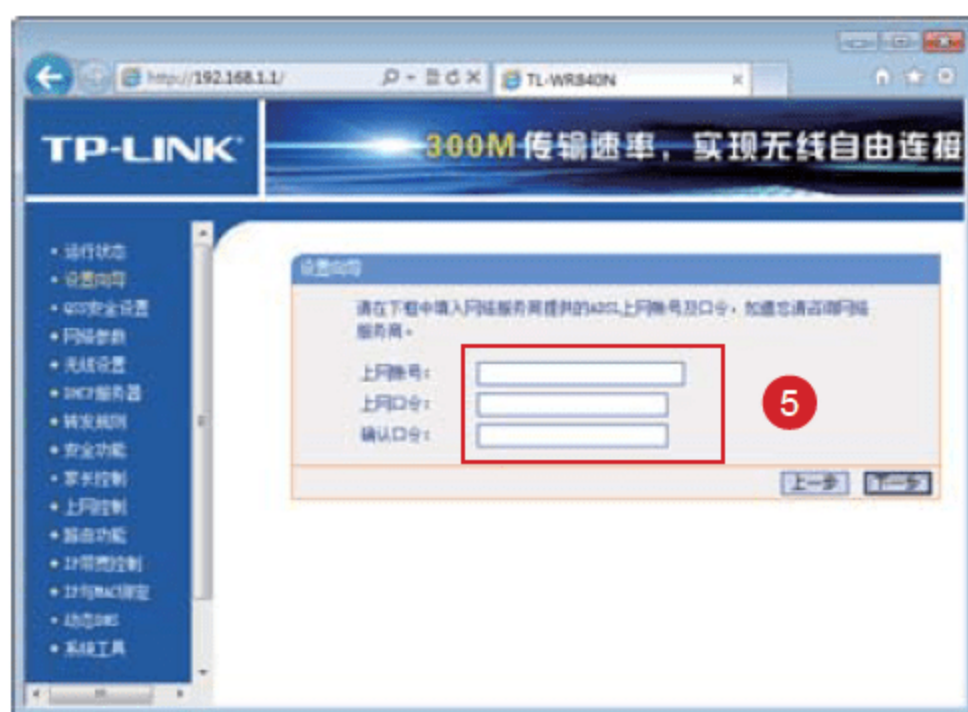 http://192.168.1.1/
TL-WR840N
TP-LINK
300M 传输速率，实现无线自由连接
• 运行状态
• 设置向导
• QSS安全设置
• 网络参数
• 无线设置
• DHCP服务器
• 转发规则
• 安全功能
• 家长控制
• 上网控制
• 路由功能
• IP带宽控制
• IP与MAC绑定
• 动态DNS
• 系统工具
设置向导
请在下框中填入网络服务商提供的ADSL上网账号及口令，如遗忘请咨询网络
服务商。
上网账号：
上网口令：
确认口令：
5
上一步 下一步